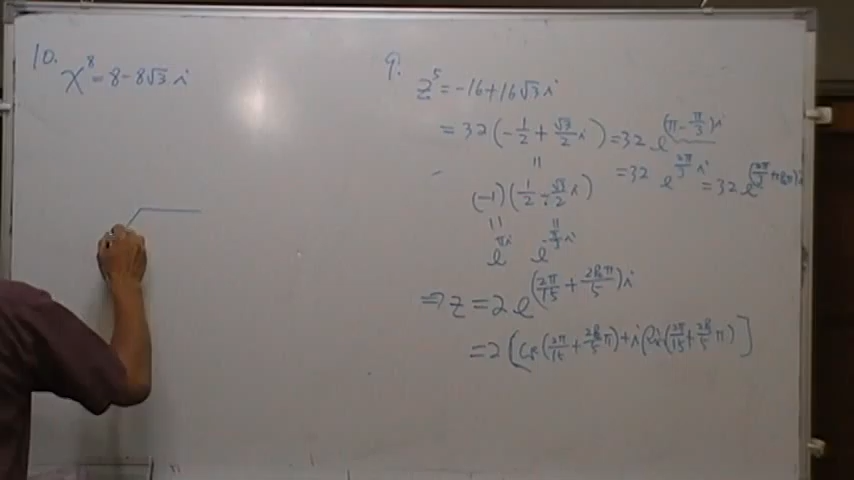 10.
x^8 = 8 - 8√3 i
9.
z^5 = -16 + 16√3 i
= 32 (-1/2 + √3/2 i) = 32 e^{(π - π/3) i}
= 32 e^{2π/3 i} = 32 e^{(2π/3 + 2kπ) i}
(-1) (1/2 - √3/2 i)
e^{πi} e^{-π/3 i}
⇒ z = 2 e^{(2π/15 + 2kπ/5) i}
= 2 [ cos (2π/15 + 2k/5 π) + i sin (2π/15 + 2k/5 π) ]